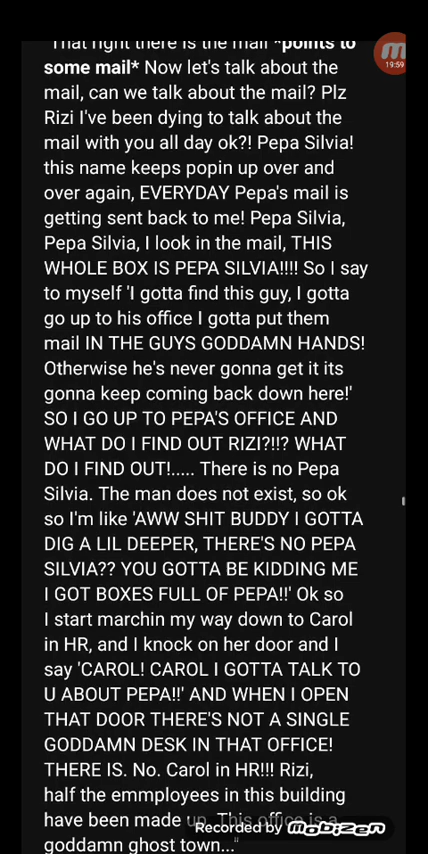 "That right there is the mail *points to
some mail* Now let's talk about the
mail, can we talk about the mail? Plz
Rizi I've been dying to talk about the
mail with you all day ok?! Pepa Silvia!
this name keeps popin up over and
over again, EVERYDAY Pepa's mail is
getting sent back to me! Pepa Silvia,
Pepa Silvia, I look in the mail, THIS
WHOLE BOX IS PEPA SILVIA!!!! So I say
to myself 'I gotta find this guy, I gotta
go up to his office I gotta put them
mail IN THE GUYS GODDAMN HANDS!
Otherwise he's never gonna get it its
gonna keep coming back down here!'
SO I GO UP TO PEPA'S OFFICE AND
WHAT DO I FIND OUT RIZI?!!? WHAT
DO I FIND OUT!..... There is no Pepa
Silvia. The man does not exist, so ok
so I'm like 'AWW SHIT BUDDY I GOTTA
DIG A LIL DEEPER, THERE'S NO PEPA
SILVIA?? YOU GOTTA BE KIDDING ME
I GOT BOXES FULL OF PEPA!!' Ok so
I start marchin my way down to Carol
in HR, and I knock on her door and I
say 'CAROL! CAROL I GOTTA TALK TO
U ABOUT PEPA!!' AND WHEN I OPEN
THAT DOOR THERE'S NOT A SINGLE
GODDAMN DESK IN THAT OFFICE!
THERE IS. No. Carol in HR!!! Rizi,
half the emmployees in this building
have been made up. This office is a
goddamn ghost town..."
19:59
Recorded by mobizen